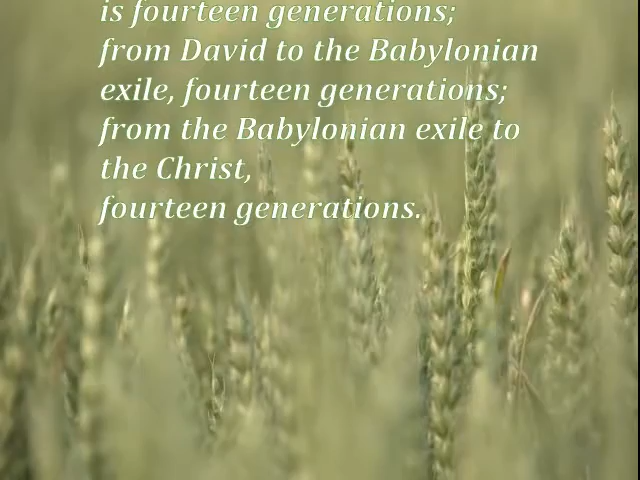 is fourteen generations;
from David to the Babylonian
exile, fourteen generations;
from the Babylonian exile to
the Christ,
fourteen generations.